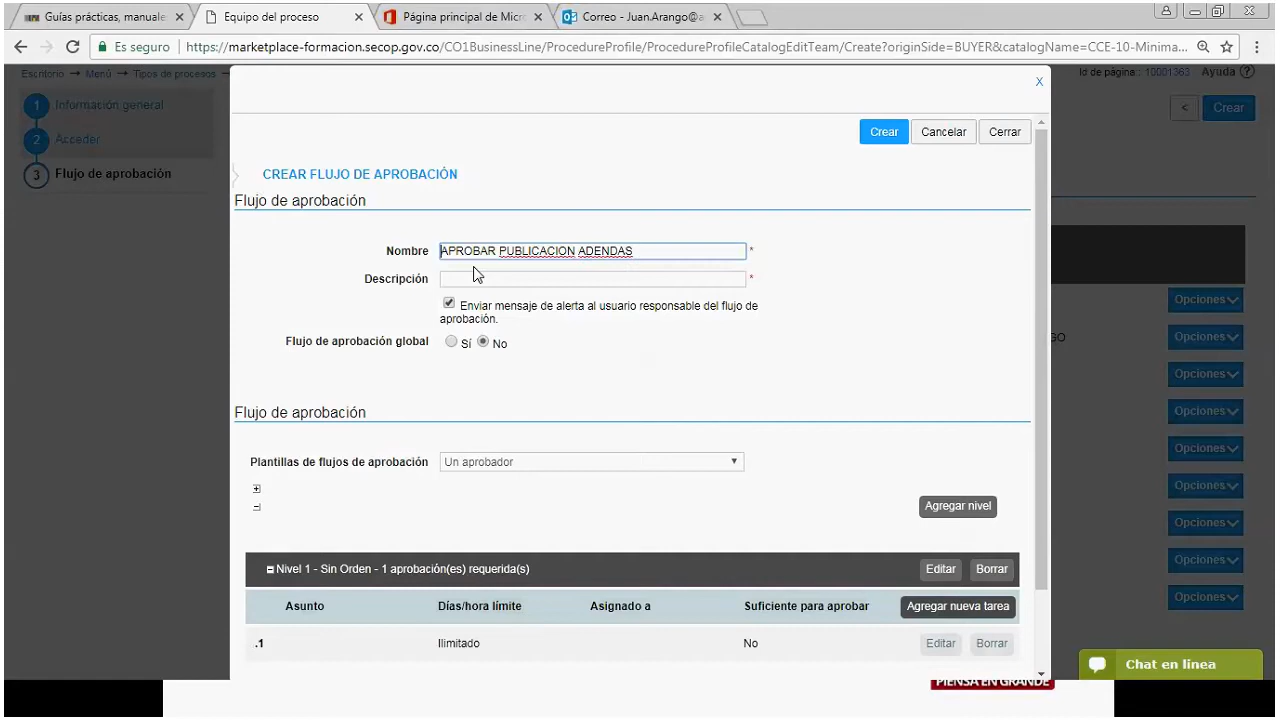 Guías prácticas, manuale
Equipo del proceso
Página principal de Micr
Correo - Juan.Arango@a
Es seguro
https://marketplace-formacion.secop.gov.co/CO1BusinessLine/ProcedureProfile/ProcedureProfileCatalogEditTeam/Create?originSide=BUYER&catalogName=CCE-10-Minima...
Escritorio → Menú → Tipos de procesos →
Id de página : 10001363 Ayuda
X
1 Información general
< Crear
2 Acceder
Crear Cancelar Cerrar
3 Flujo de aprobación
CREAR FLUJO DE APROBACIÓN
Flujo de aprobación
Nombre APROBAR PUBLICACION ADENDAS *
Descripción *
Enviar mensaje de alerta al usuario responsable del flujo de
aprobación.
Flujo de aprobación global Sí No
Opciones
Opciones
GO
Opciones
Opciones
Opciones
Opciones
Opciones
Opciones
Opciones
Flujo de aprobación
Plantillas de flujos de aprobación Un aprobador
Agregar nivel
Nivel 1 - Sin Orden - 1 aprobación(es) requerida(s) Editar Borrar
Asunto Días/hora límite Asignado a Suficiente para aprobar Agregar nueva tarea
.1 Ilimitado No Editar Borrar
Chat en linea
PIENSA EN GRANDE